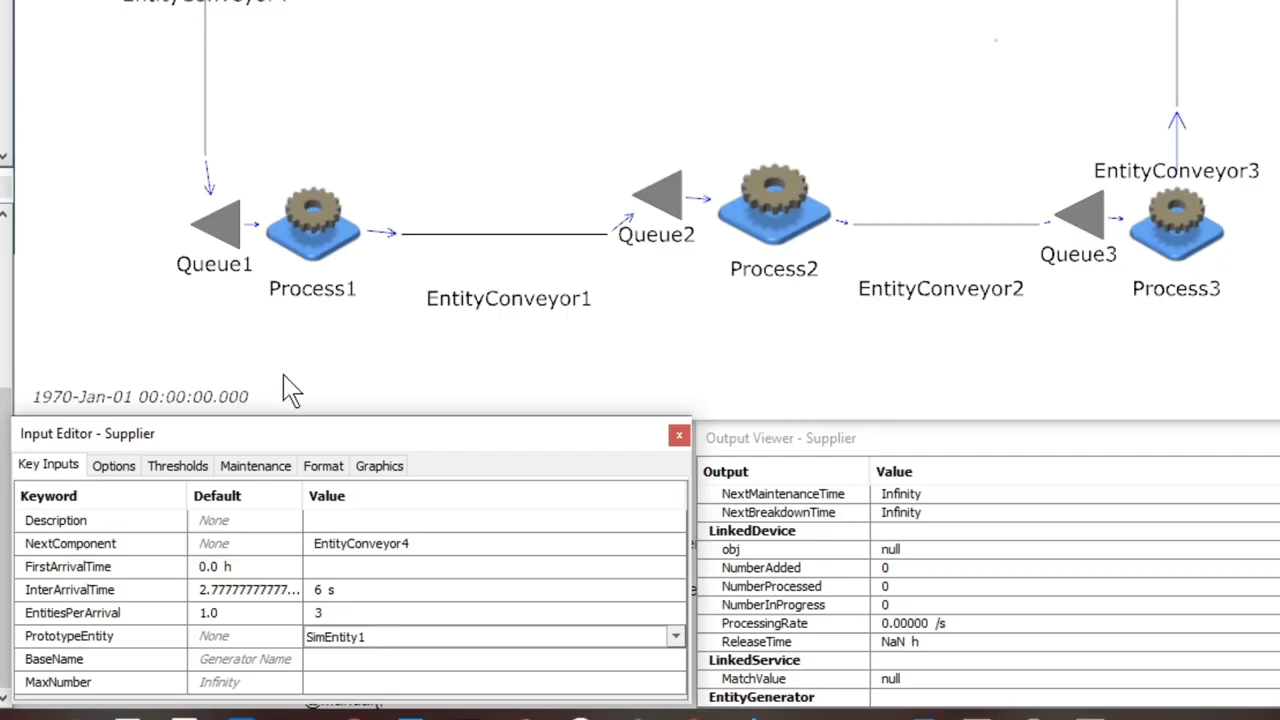 EntityConveyor4
EntityConveyor3
Queue1
Queue2
Queue3
Process1
Process2
Process3
EntityConveyor1
EntityConveyor2
1970-Jan-01 00:00:00.000
Input Editor - Supplier
Key Inputs Options Thresholds Maintenance Format Graphics
Keyword Default Value
Description None
NextComponent None EntityConveyor4
FirstArrivalTime 0.0 h
InterArrivalTime 2.77777777777... 6 s
EntitiesPerArrival 1.0 3
PrototypeEntity None SimEntity1
BaseName Generator Name
MaxNumber Infinity
Output Viewer - Supplier
Output Value
NextMaintenanceTime Infinity
NextBreakdownTime Infinity
LinkedDevice
obj null
NumberAdded 0
NumberProcessed 0
NumberInProgress 0
ProcessingRate 0.00000 /s
ReleaseTime NaN h
LinkedService
MatchValue null
EntityGenerator